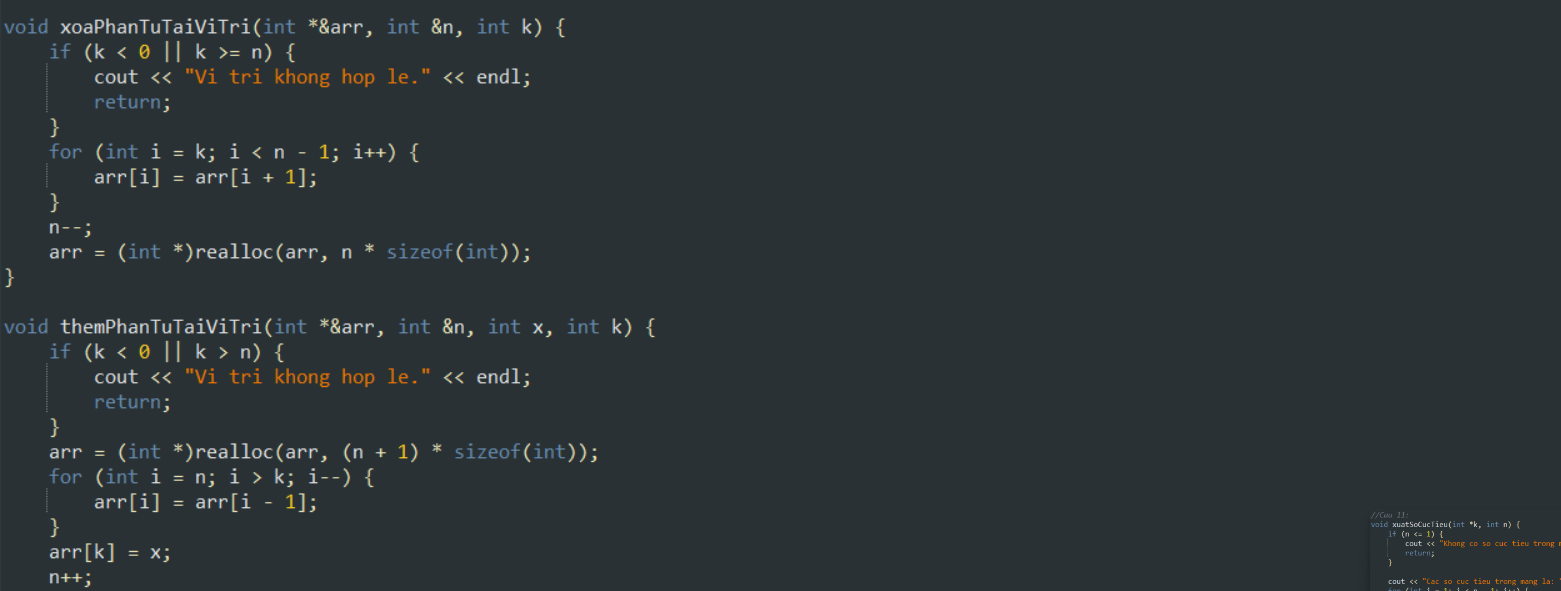 void xoaPhanTuTaiViTri(int *&arr, int &n, int k) {
    if (k < 0 || k >= n) {
        cout << "Vi tri khong hop le." << endl;
        return;
    }
    for (int i = k; i < n - 1; i++) {
        arr[i] = arr[i + 1];
    }
    n--;
    arr = (int *)realloc(arr, n * sizeof(int));
}
void themPhanTuTaiViTri(int *&arr, int &n, int x, int k) {
    if (k < 0 || k > n) {
        cout << "Vi tri khong hop le." << endl;
        return;
    }
    arr = (int *)realloc(arr, (n + 1) * sizeof(int));
    for (int i = n; i > k; i--) {
        arr[i] = arr[i - 1];
    }
    arr[k] = x;
    n++;
//Cau 11:
void xuatSoCucTieu(int *k, int n) {
    if (n <= 1) {
        cout << "Khong co so cuc tieu trong
        return;
    }
    cout << "Cac so cuc tieu trong mang la: